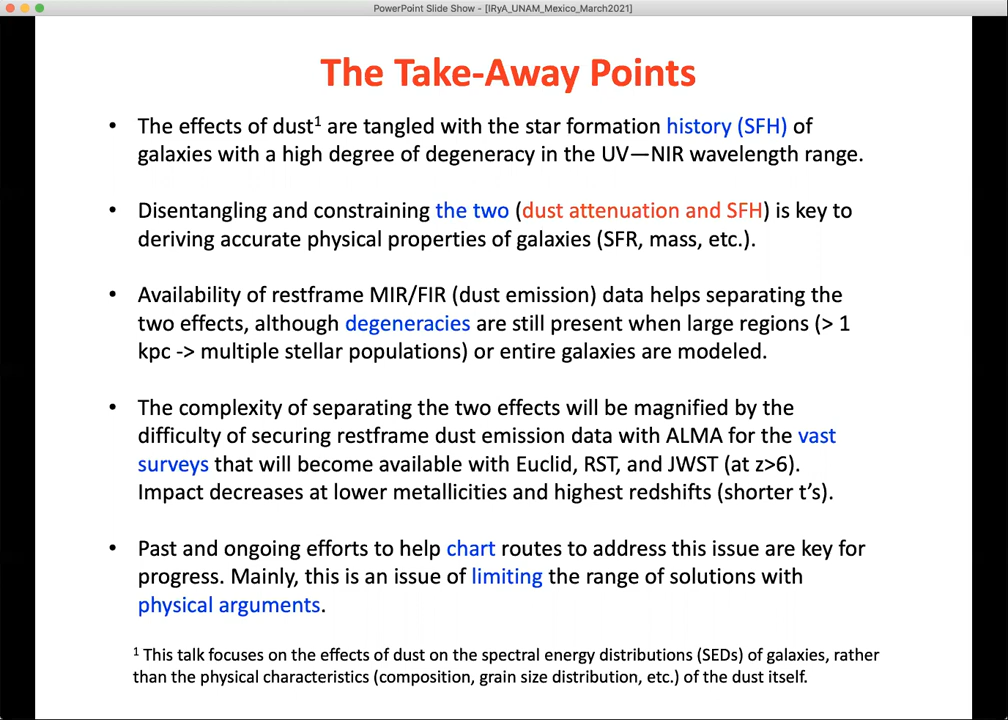 PowerPoint Slide Show - [IRyA_UNAM_Mexico_March2021]
The Take-Away Points
• The effects of dust¹ are tangled with the star formation history (SFH) of
galaxies with a high degree of degeneracy in the UV—NIR wavelength range.
• Disentangling and constraining the two (dust attenuation and SFH) is key to
deriving accurate physical properties of galaxies (SFR, mass, etc.).
• Availability of restframe MIR/FIR (dust emission) data helps separating the
two effects, although degeneracies are still present when large regions (> 1
kpc -> multiple stellar populations) or entire galaxies are modeled.
• The complexity of separating the two effects will be magnified by the
difficulty of securing restframe dust emission data with ALMA for the vast
surveys that will become available with Euclid, RST, and JWST (at z>6).
Impact decreases at lower metallicities and highest redshifts (shorter t’s).
• Past and ongoing efforts to help chart routes to address this issue are key for
progress. Mainly, this is an issue of limiting the range of solutions with
physical arguments.
¹ This talk focuses on the effects of dust on the spectral energy distributions (SEDs) of galaxies, rather
than the physical characteristics (composition, grain size distribution, etc.) of the dust itself.